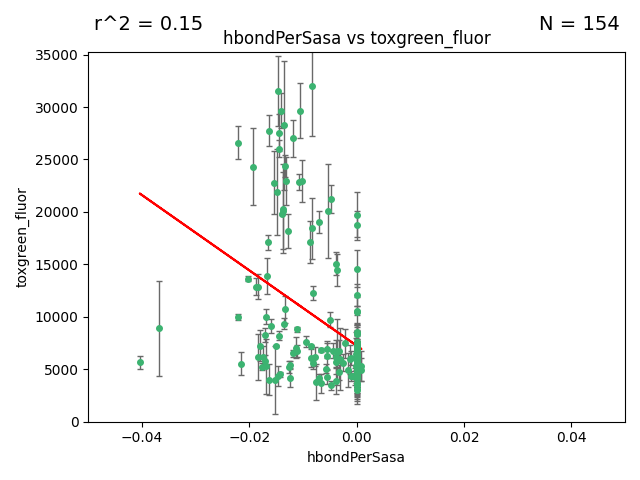 r^2 = 0.15
N = 154
hbondPerSasa vs toxgreen_fluor
toxgreen_fluor
35000
30000
25000
20000
15000
10000
5000
0
−0.04
−0.02
0.00
0.02
0.04
hbondPerSasa